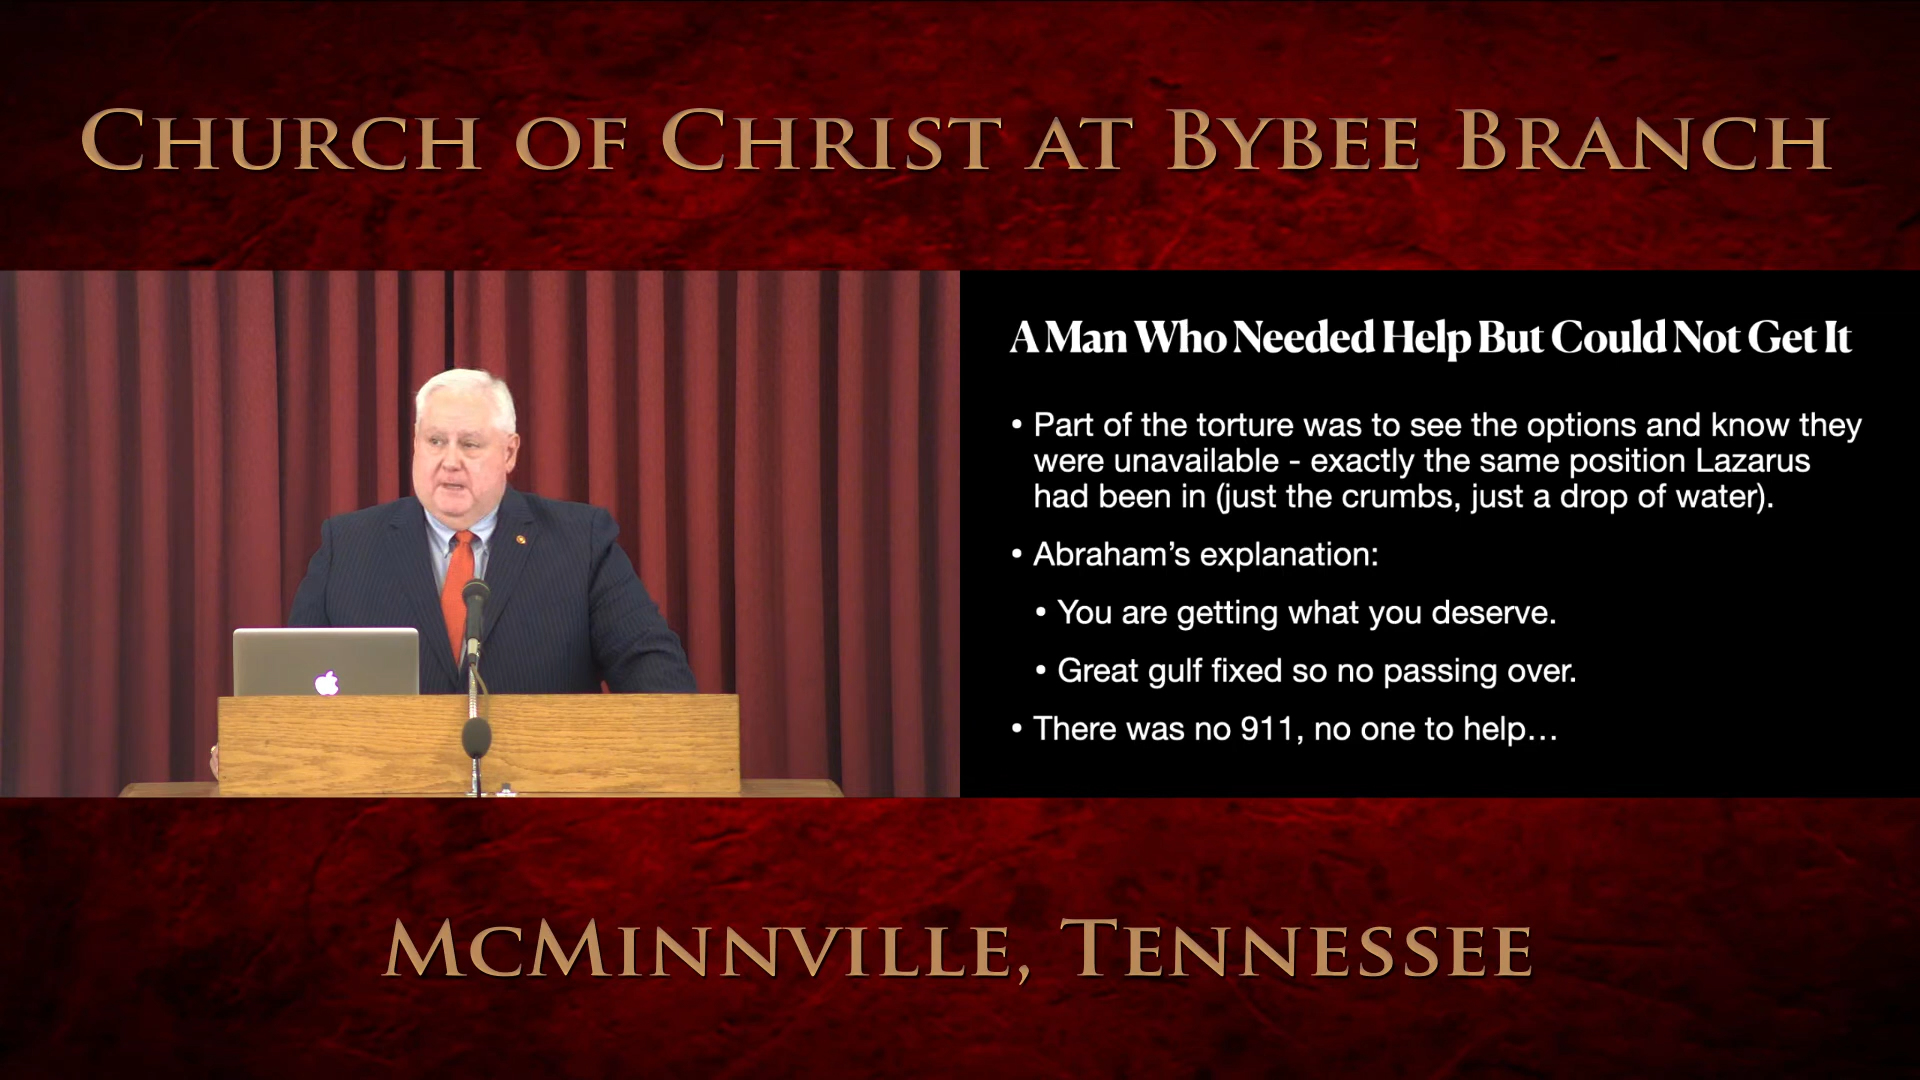 Church of Christ at Bybee Branch
A Man Who Needed Help But Could Not Get It
• Part of the torture was to see the options and know they
were unavailable - exactly the same position Lazarus
had been in (just the crumbs, just a drop of water).
• Abraham’s explanation:
• You are getting what you deserve.
• Great gulf fixed so no passing over.
• There was no 911, no one to help…
McMinnville, Tennessee